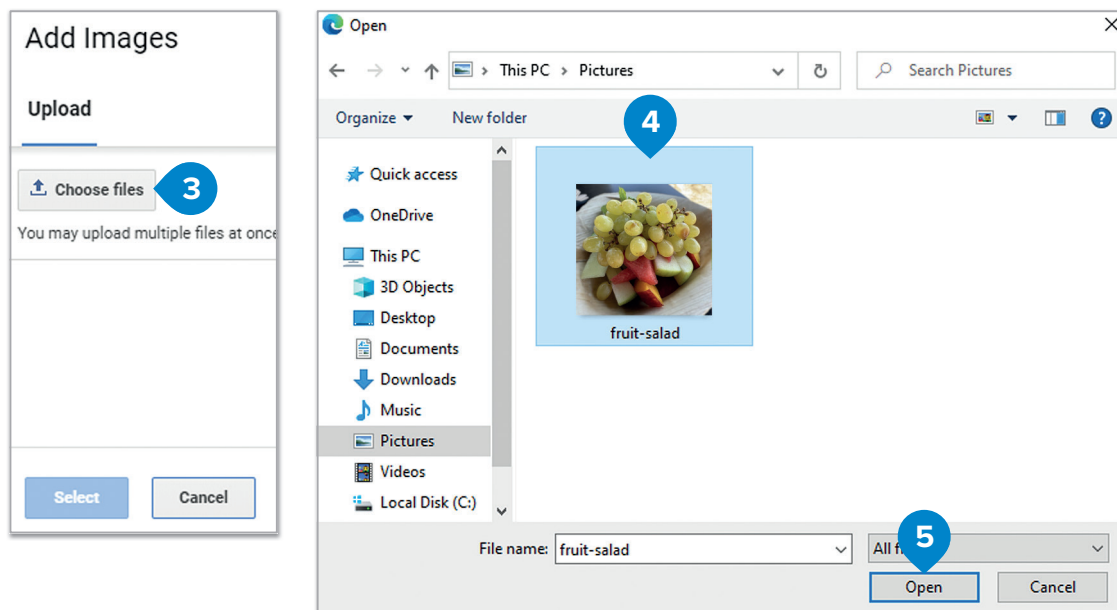 Add Images
Upload
Choose files
3
You may upload multiple files at once
Select
Cancel
Open
This PC > Pictures
Search Pictures
Organize
New folder
4
?
Quick access
OneDrive
This PC
3D Objects
Desktop
Documents
Downloads
Music
Pictures
Videos
Local Disk (C:)
fruit-salad
File name:
fruit-salad
All
5
Open
Cancel